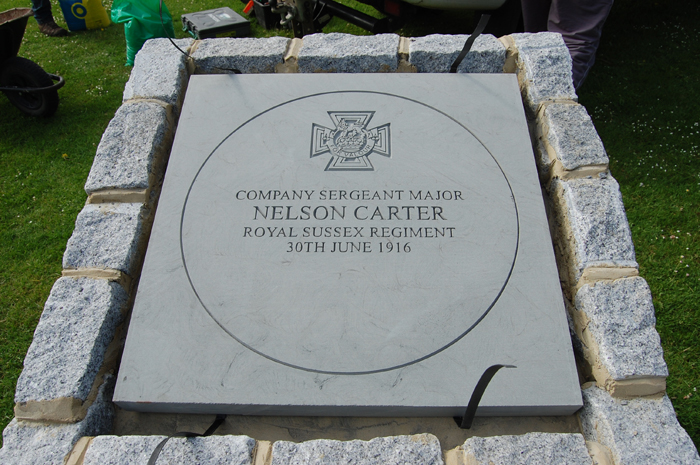 COMPANY SERGEANT MAJOR
NELSON CARTER
ROYAL SUSSEX REGIMENT
30TH JUNE 1916